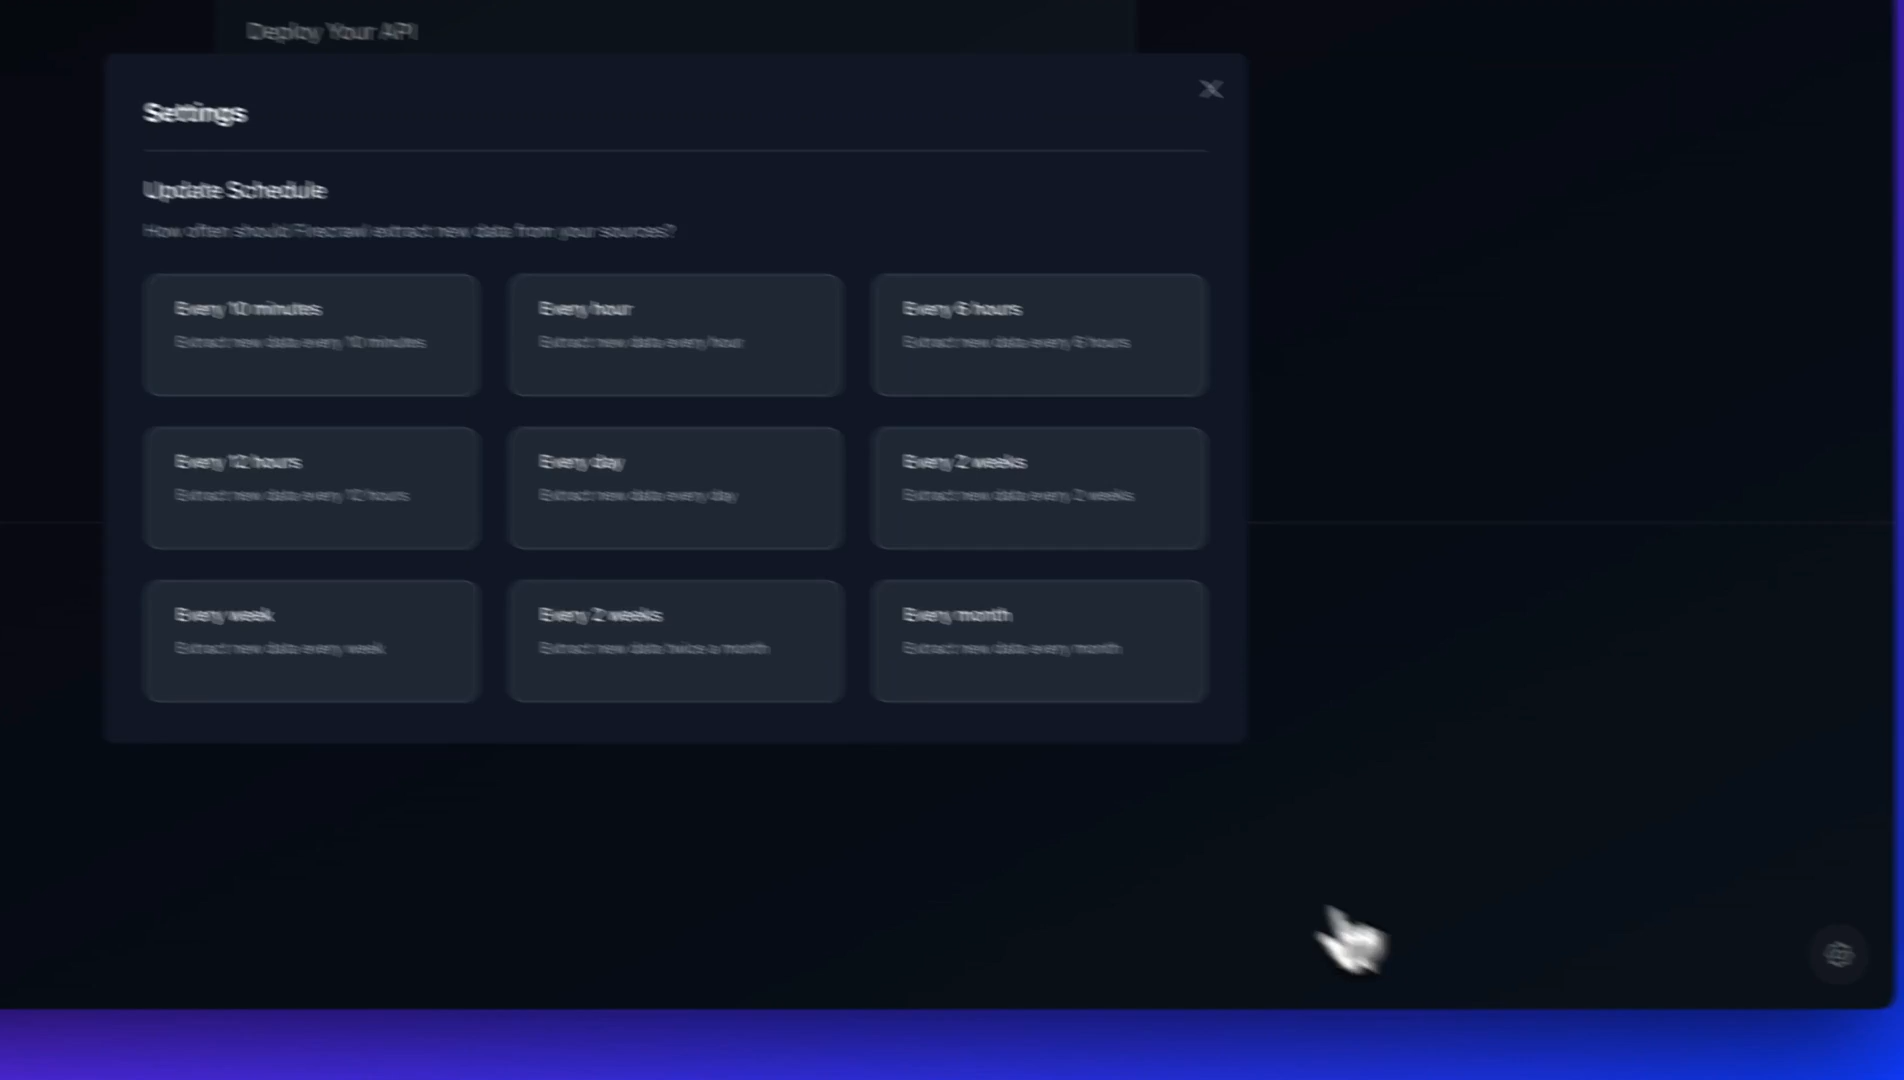 Deploy Your API
Settings
Update Schedule
How often should Firecrawl extract new data from your sources?
Every 10 minutes
Extract new data every 10 minutes
Every hour
Extract new data every hour
Every 6 hours
Extract new data every 6 hours
Every 12 hours
Extract new data every 12 hours
Every day
Extract new data every day
Every 2 weeks
Extract new data every 2 weeks
Every week
Extract new data every week
Every 2 weeks
Extract new data twice a month
Every month
Extract new data every month